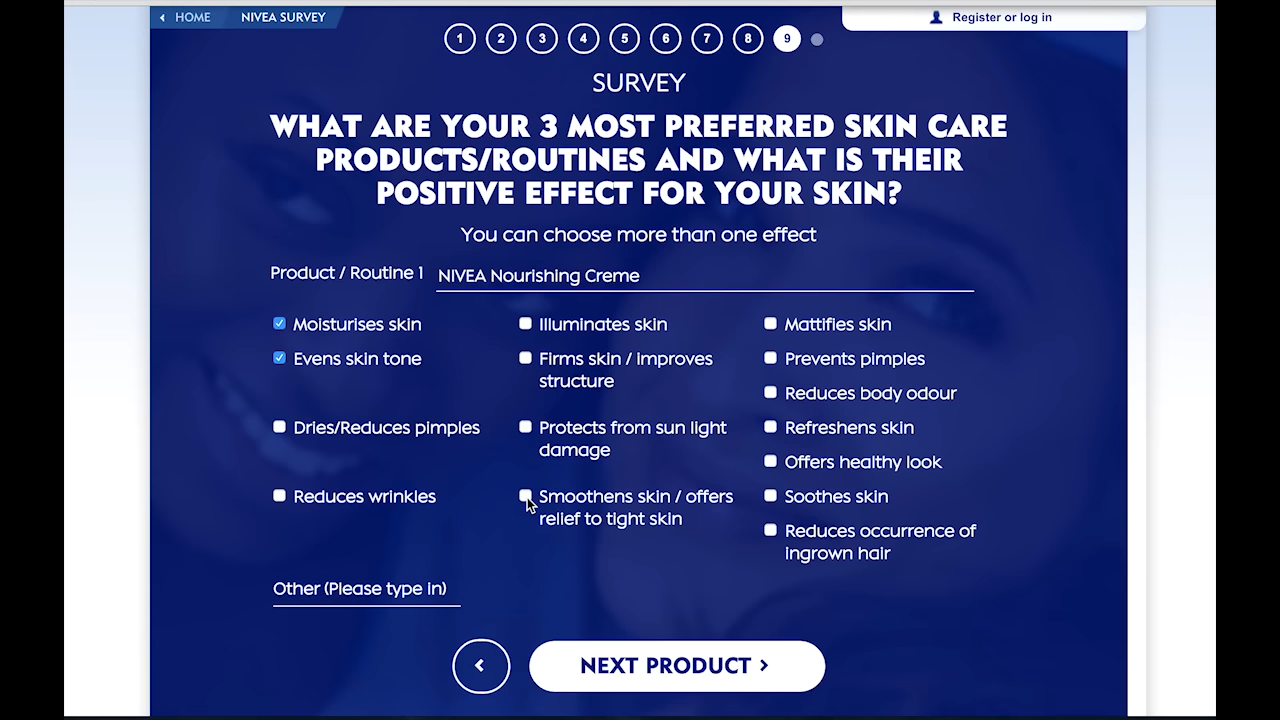 HOME NIVEA SURVEY
Register or log in
1 2 3 4 5 6 7 8 9
SURVEY
WHAT ARE YOUR 3 MOST PREFERRED SKIN CARE
PRODUCTS/ROUTINES AND WHAT IS THEIR
POSITIVE EFFECT FOR YOUR SKIN?
You can choose more than one effect
Product / Routine 1 NIVEA Nourishing Creme
Moisturises skin
Illuminates skin
Mattifies skin
Evens skin tone
Firms skin / improves
structure
Prevents pimples
Reduces body odour
Dries/Reduces pimples
Protects from sun light
damage
Refreshens skin
Offers healthy look
Reduces wrinkles
Smoothens skin / offers
relief to tight skin
Soothes skin
Reduces occurrence of
ingrown hair
Other (Please type in)
NEXT PRODUCT